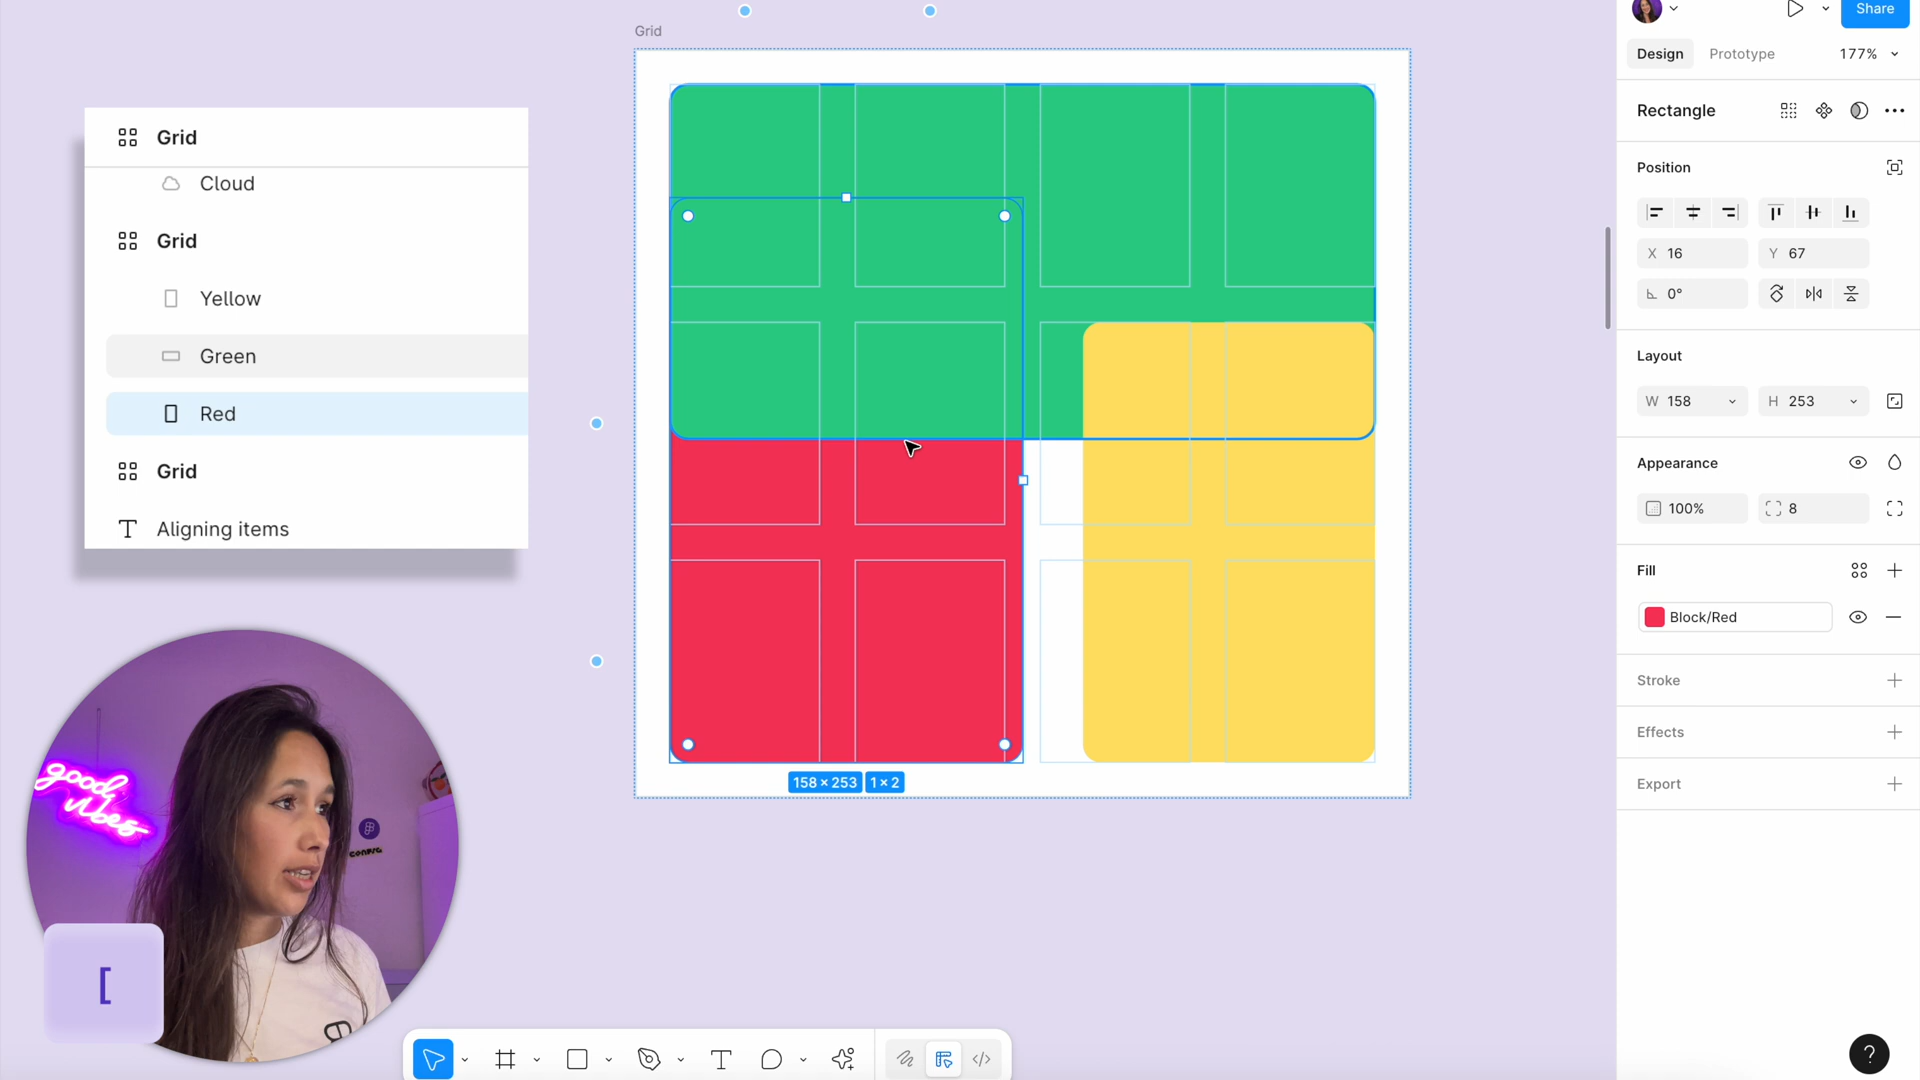 Grid
Grid
Cloud
Grid
Yellow
Green
Red
Grid
Aligning items
158 × 253
1 × 2
good
vibes
CONFIG
[
Share
Design
Prototype
177%
Rectangle
Position
X 16
Y 67
0°
Layout
W 158
H 253
Appearance
100%
8
Fill
Block/Red
Stroke
Effects
Export
?